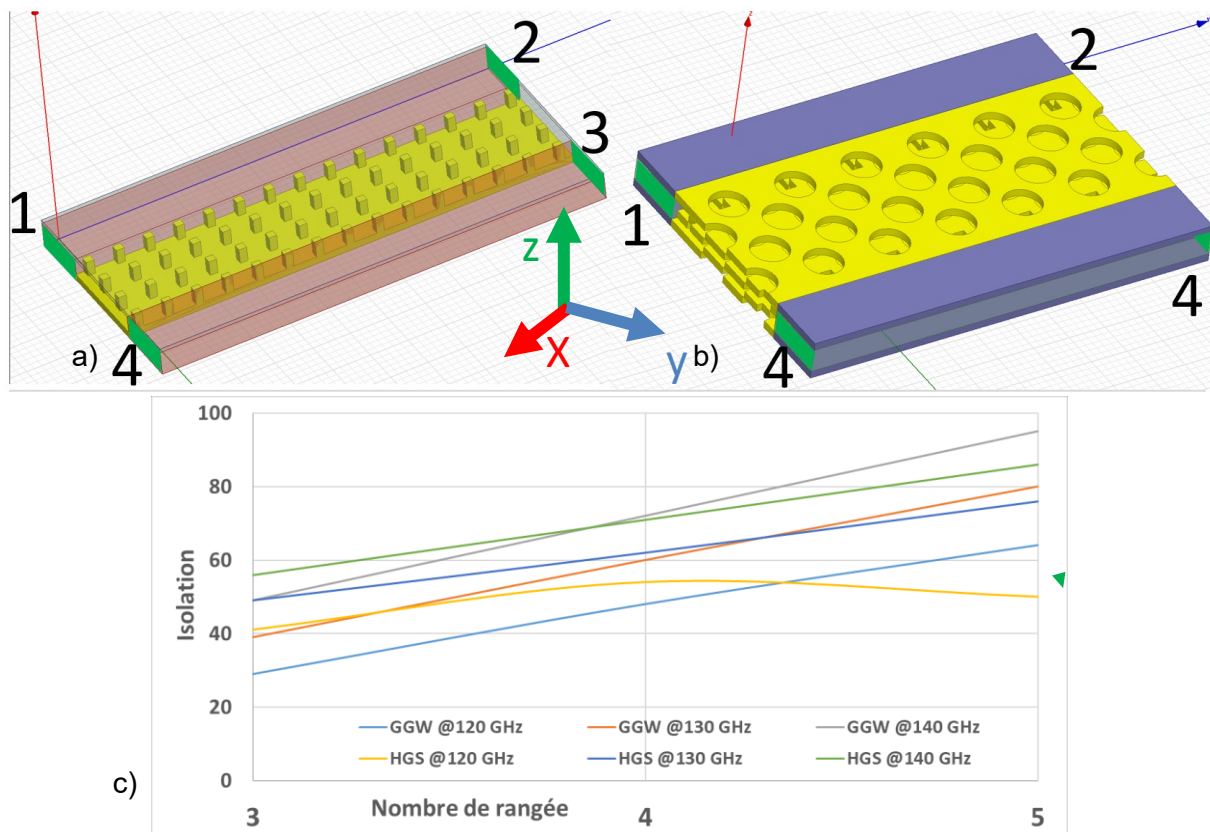 1
2
3
4
a)
z
X
y
1
2
4
4
b)
100
80
60
40
20
0
Isolation
GGW @120 GHz
GGW @130 GHz
GGW @140 GHz
HGS @120 GHz
HGS @130 GHz
HGS @140 GHz
3
4
5
Nombre de rangée
c)